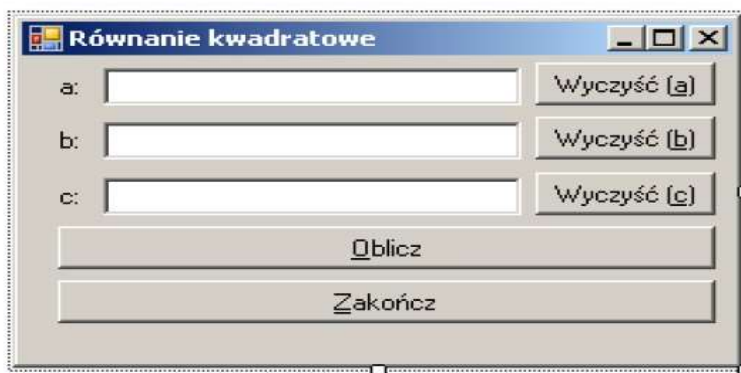 Równanie kwadratowe
a: Wyczyść (a)
b: Wyczyść (b)
c: Wyczyść (c)
Oblicz
Zakończ